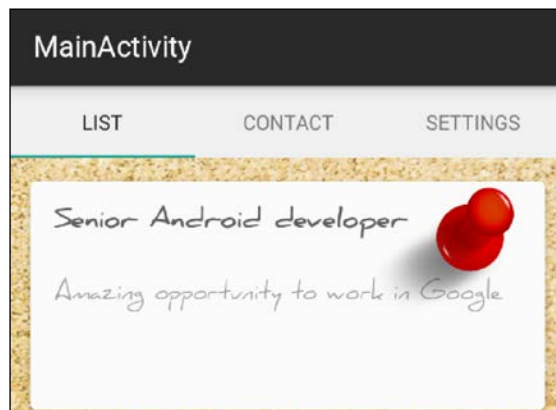 MainActivity
LIST CONTACT SETTINGS
Senior Android developer
Amazing opportunity to work in Google